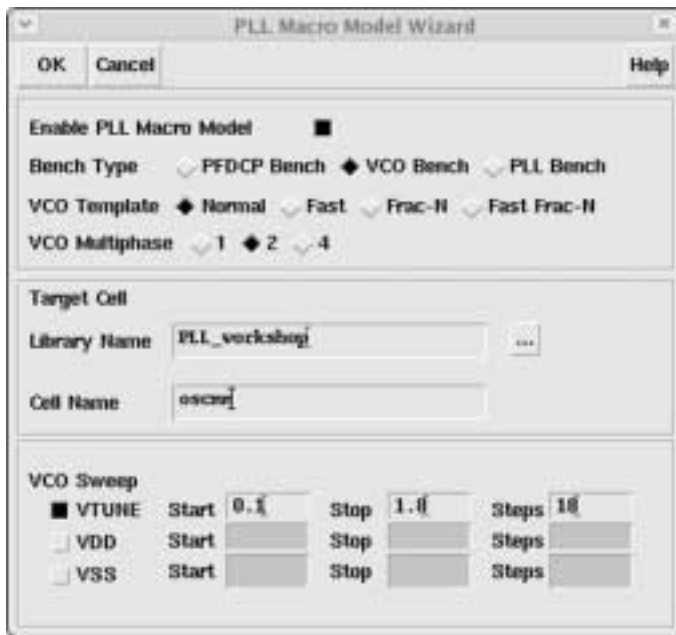 PLL Macro Model Wizard
OK Cancel Help
Enable PLL Macro Model
Bench Type PFDCP Bench VCO Bench PLL Bench
VCO Template Normal Fast Frac-N Fast Frac-N
VCO Multiphase 1 2 4
Target Cell
Library Name PLL_workshop ...
Cell Name
VCO Sweep
VTUNE Start 0.1 Stop 1.8 Steps 18
VDD Start Stop Steps
VSS Start Stop Steps